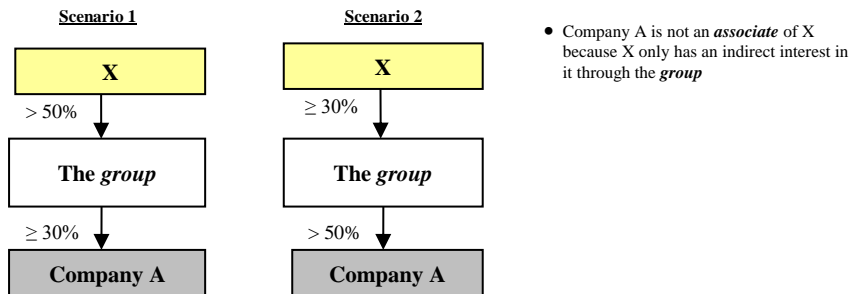 Scenario 1
X
> 50%
The group
≥ 30%
Company A
Scenario 2
X
≥ 30%
The group
> 50%
Company A
• Company A is not an associate of X
because X only has an indirect interest in
it through the group